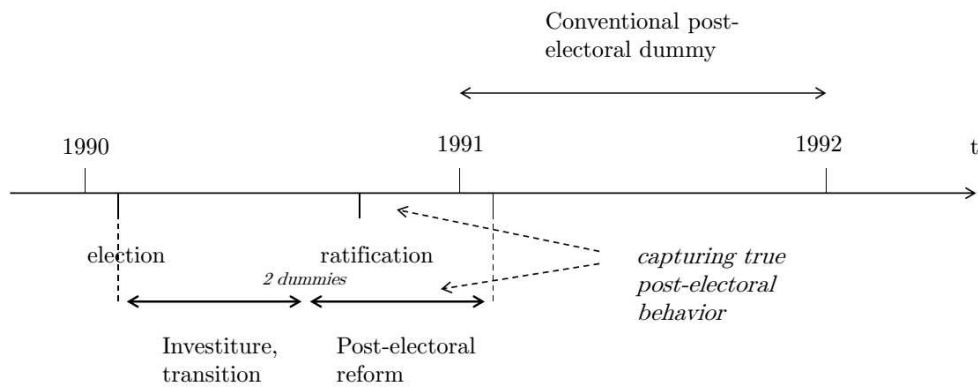 Conventional post-
electoral dummy
1990
1991
1992
t
election
ratification
2 dummies
capturing true
post-electoral
behavior
Investiture,
transition
Post-electoral
reform